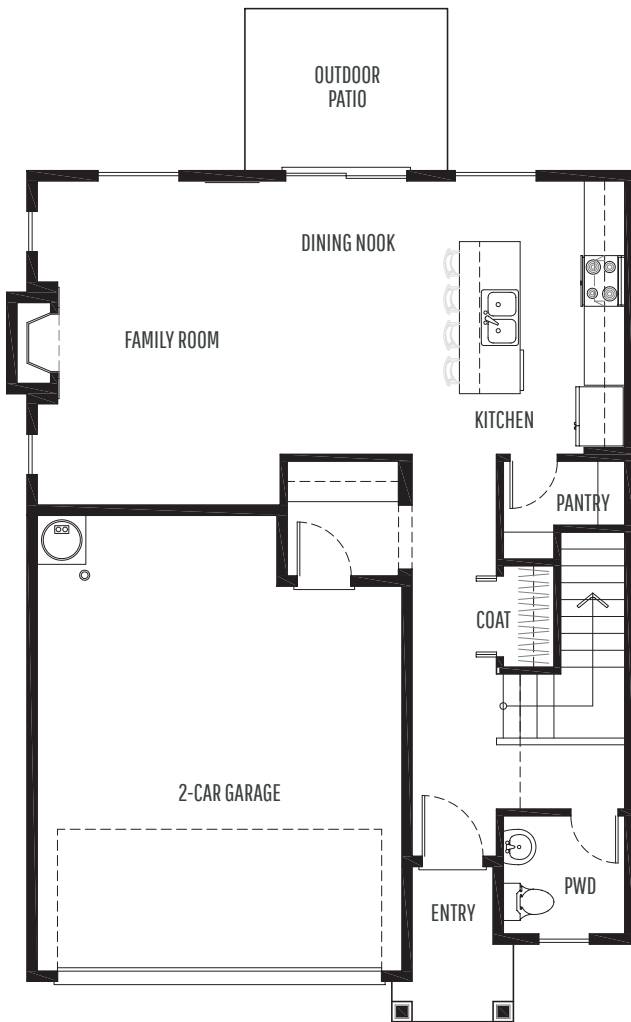 OUTDOOR
PATIO
DINING NOOK
FAMILY ROOM
KITCHEN
PANTRY
COAT
2-CAR GARAGE
PWD
ENTRY